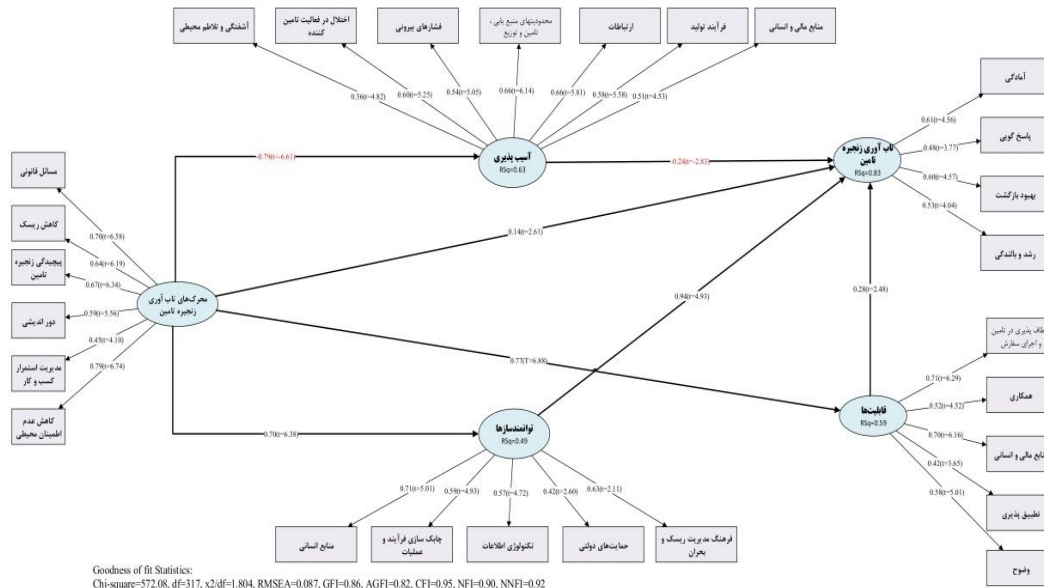 آشفتگی و تلاطم محیطی
اختلال در فعالیت تامین
کننده
فشارهای بیرونی
محدودیتهای منبع یابی ،
تامین و توزیع
ارتباطات
فرآیند تولید
منابع مالی و انسانی
0.56(t=4.82)
0.60(t=5.25)
0.54(t=5.05)
0.66(t=6.14)
0.66(t=5.81)
0.58(t=5.58)
0.51(t=4.53)
آسیب پذیری
RSq=0.63
-0.79(t=-6.61)
-0.24(t=-2.83)
تاب آوری زنجیره
تامین
RSq=0.83
آمادگی
پاسخ گویی
بهبود بازگشت
رشد و بالندگی
0.61(t=4.56)
0.48(t=3.77)
0.60(t=4.57)
0.53(t=4.04)
مسائل قانونی
کاهش ریسک
پیچیدگی زنجیره
تامین
دور اندیشی
مدیریت استمرار
کسب و کار
کاهش عدم
اطمینان محیطی
0.70(t=6.58)
0.64(t=6.19)
0.67(t=6.34)
0.59(t=5.56)
0.45(t=4.10)
0.79(t=6.74)
محرک‌های تاب آوری
زنجیره تامین
0.14(t=2.61)
0.94(t=4.93)
0.28(t=2.48)
0.77(T=6.88)
0.70(t=6.38)
توانمندسازها
RSq=0.49
قابلیت‌ها
RSq=0.59
طاف پذیری در تامین
و اجرای سفارش
همکاری
نابع مالی و انسانی
تطبیق پذیری
وضوح
0.71(t=6.29)
0.52(t=4.52)
0.70(t=6.16)
0.42(t=3.65)
0.58(t=5.01)
0.71(t=5.01)
0.59(t=4.93)
0.57(t=4.72)
0.42(t=2.60)
0.63(t=2.11)
منابع انسانی
چابک سازی فرآیند و
عملیات
تکنولوژی اطلاعات
حمایت‌های دولتی
فرهنگ مدیریت ریسک و
بحران
Goodness of fit Statistics:
Chi-square=572.08, df=317, x2/df=1.804, RMSEA=0.087, GFI=0.86, AGFI=0.82, CFI=0.95, NFI=0.90, NNFI=0.92